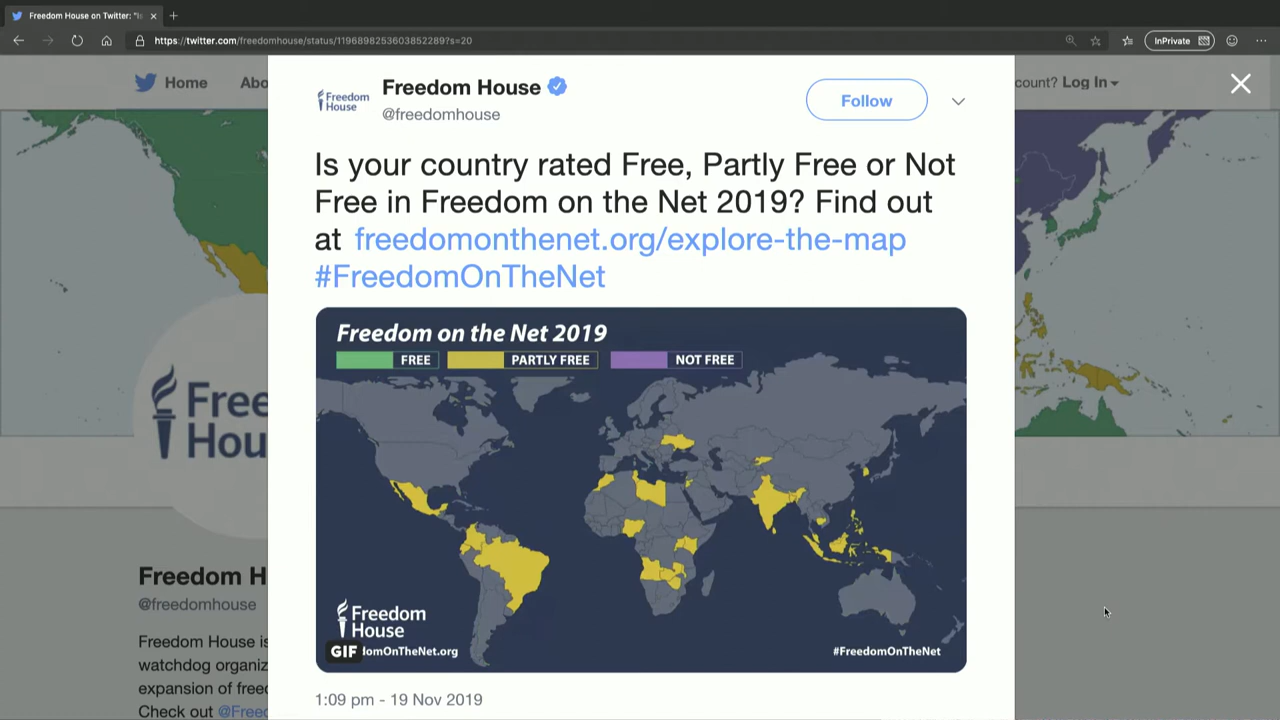 Freedom House on Twitter: "Is
https://twitter.com/freedomhouse/status/1196898253603852289?s=20
InPrivate
Home
Log In
Freedom
House
Freedom House
@freedomhouse
Follow
Is your country rated Free, Partly Free or Not
Free in Freedom on the Net 2019? Find out
at freedomonthenet.org/explore-the-map
#FreedomOnTheNet
Freedom on the Net 2019
FREE
PARTLY FREE
NOT FREE
Freedom
House
GIF
#FreedomOnTheNet
1:09 pm - 19 Nov 2019
Freedom H
@freedomhouse
Freedom House is
watchdog organiz
expansion of free
Check out @Free